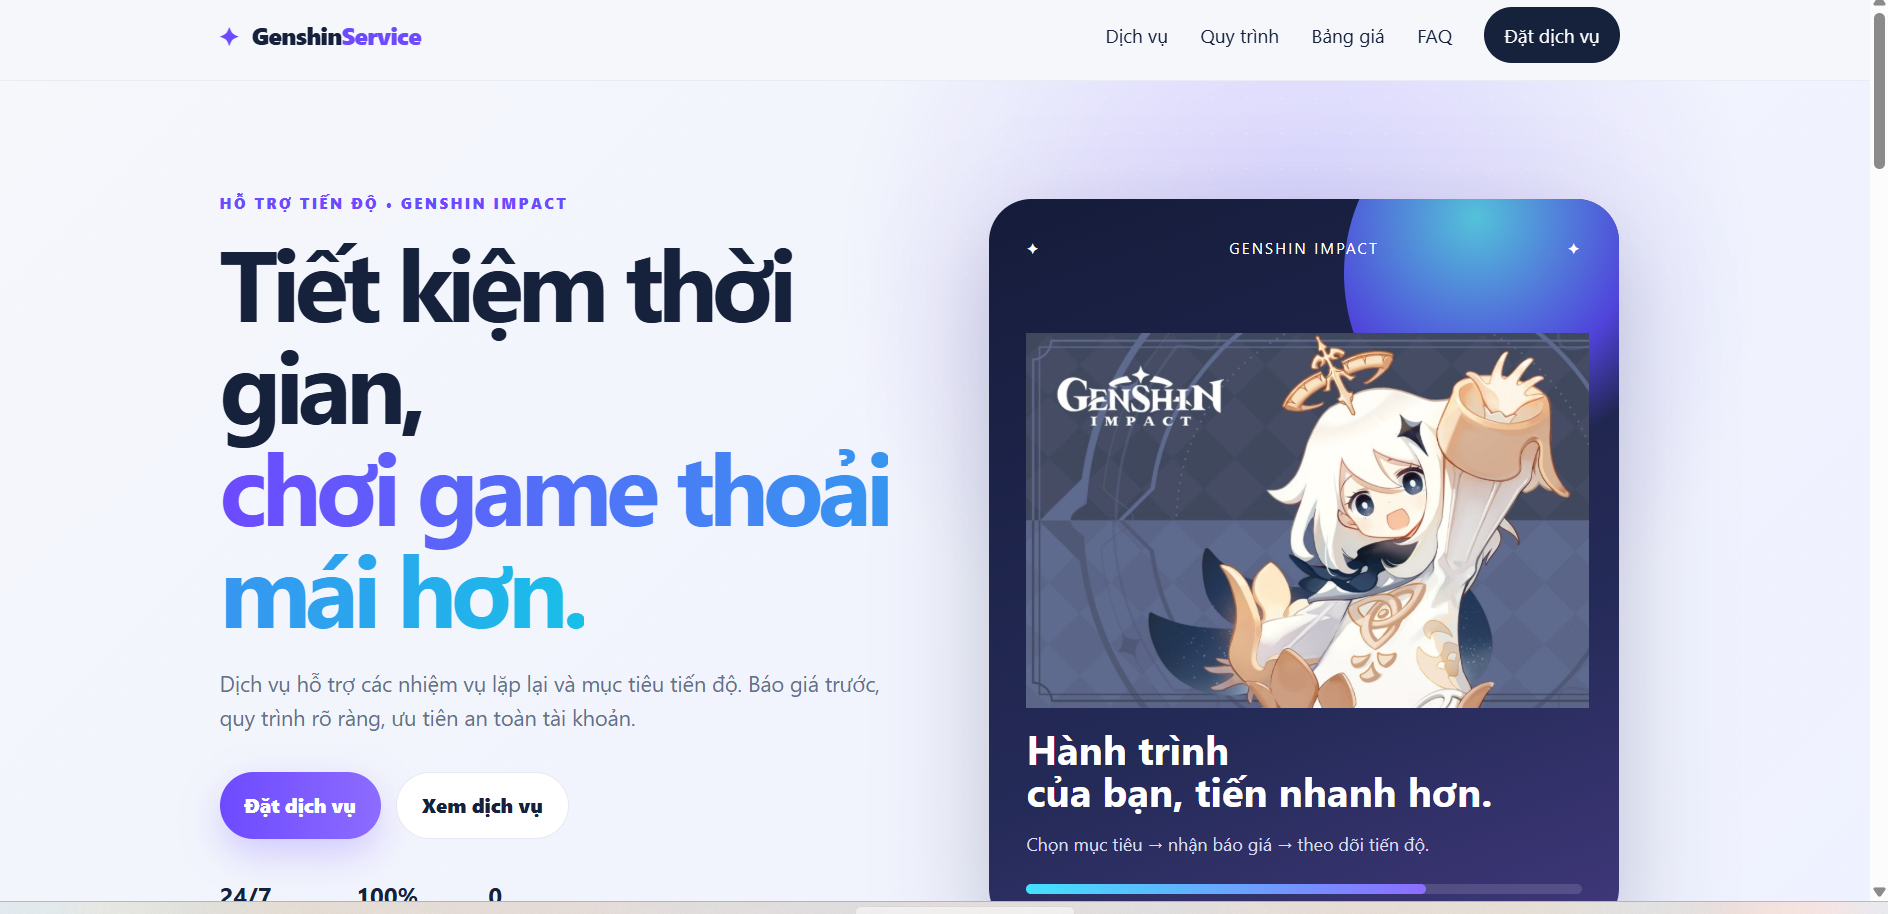 ✦ GenshinService
Dịch vụ
Quy trình
Bảng giá
FAQ
Đặt dịch vụ
HỖ TRỢ TIẾN ĐỘ • GENSHIN IMPACT
Tiết kiệm thời
gian,
chơi game thoải
mái hơn.
Dịch vụ hỗ trợ các nhiệm vụ lặp lại và mục tiêu tiến độ. Báo giá trước,
quy trình rõ ràng, ưu tiên an toàn tài khoản.
Đặt dịch vụ
Xem dịch vụ
24/7
100%
0
✦ GENSHIN IMPACT ✦
GENSHIN
IMPACT
Hành trình
của bạn, tiến nhanh hơn.
Chọn mục tiêu → nhận báo giá → theo dõi tiến độ.